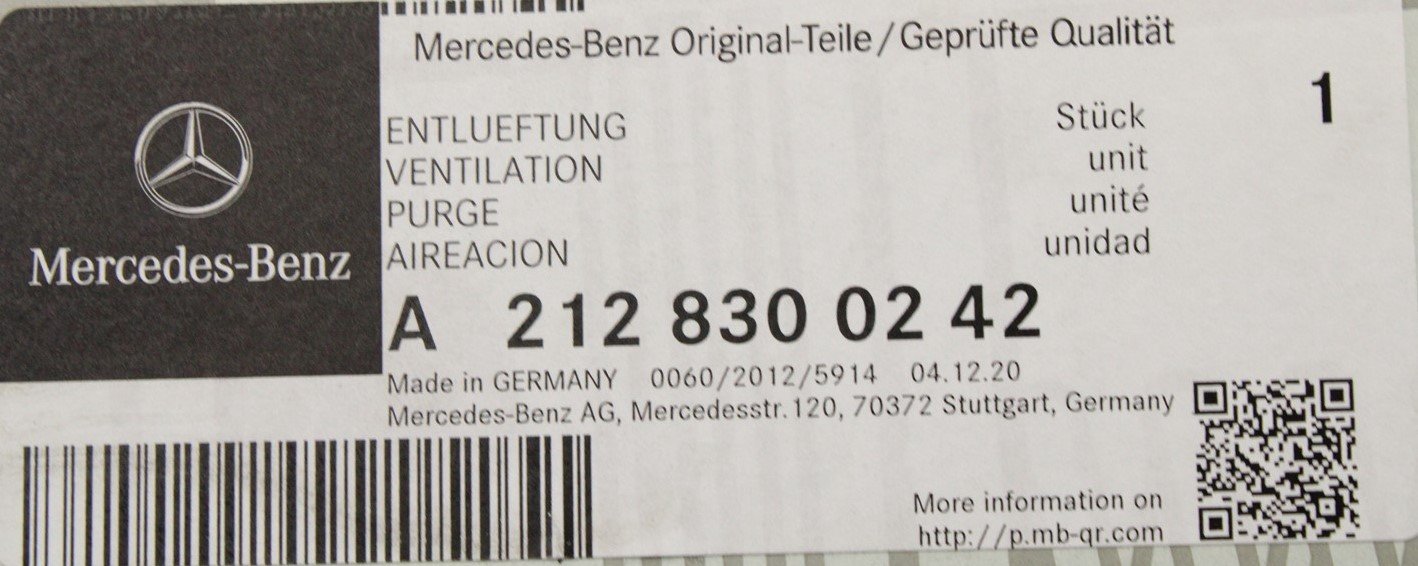 Mercedes-Benz Original-Teile/Geprüfte Qualität
1
ENTLUEFTUNG Stück
VENTILATION unit
PURGE unité
AIREACION unidad
Mercedes-Benz
A 212 830 02 42
Made in GERMANY 0060/2012/5914 04.12.20
Mercedes-Benz AG, Mercedesstr. 120, 70372 Stuttgart, Germany
More information on
http://p.mb-qr.com